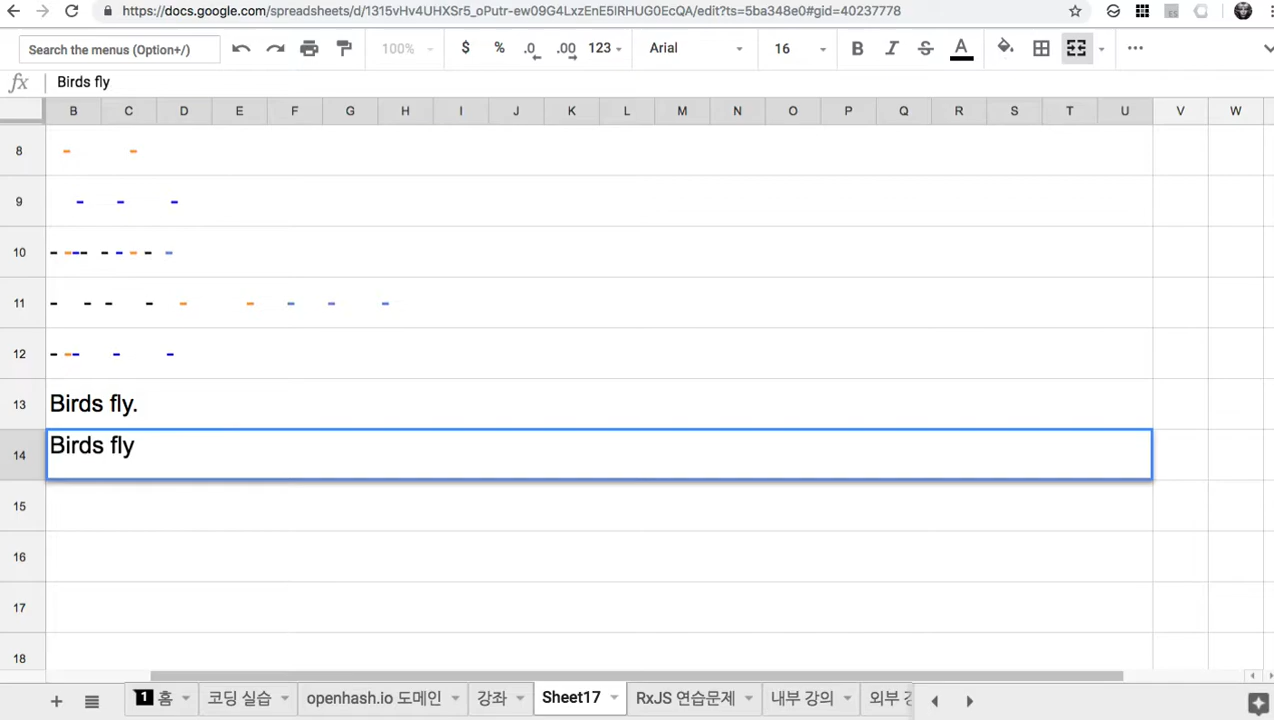 https://docs.google.com/spreadsheets/d/1315vHv4UHXSr5_oPutr-ew09G4LxzEnE5IRHUG0EcQA/edit?ts=5ba348e0#gid=40237778
Search the menus (Option+/) 100% $ % .0 .00 123 Arial 16 B I S A
fx Birds fly
B C D E F G H I J K L M N O P Q R S T U V W
8 - -
9 - - -
10 - - - - - - - - -
11 - - - - - - - - -
12 - - - - -
13 Birds fly.
14 Birds fly
15
16
17
18
1 홈 코딩 실습 openhash.io 도메인 강좌 Sheet17 RxJS 연습문제 내부 강의 외부